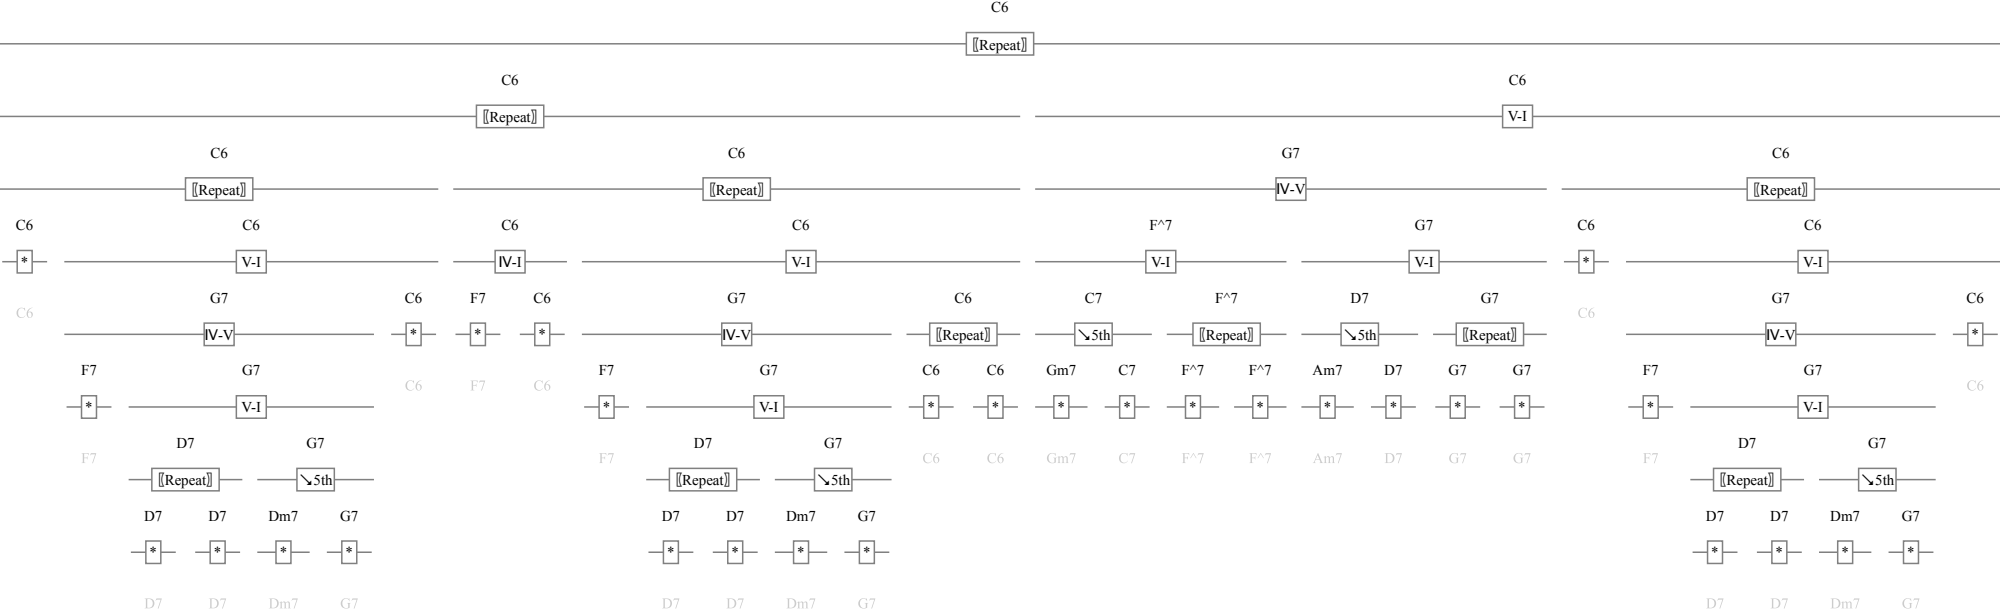 C6
〚Repeat〛
C6 C6
〚Repeat〛 V-I
C6 C6 G7 C6
〚Repeat〛 〚Repeat〛 Ⅳ-V 〚Repeat〛
C6 C6 C6 C6 F^7 G7 C6 C6
* V-I Ⅳ-I V-I V-I V-I * V-I
C6 G7 C6 F7 C6 G7 C6 C7 F^7 D7 G7 C6 G7 C6
Ⅳ-V * * * Ⅳ-V 〚Repeat〛 ↘5th 〚Repeat〛 ↘5th 〚Repeat〛 Ⅳ-V *
F7 G7 C6 F7 C6 F7 G7 C6 C6 Gm7 C7 F^7 F^7 Am7 D7 G7 G7 F7 G7 C6
* V-I * V-I * * * * * * * * * * * V-I
F7 D7 G7 F7 D7 G7 C6 C6 Gm7 C7 F^7 F^7 Am7 D7 G7 G7 F7 D7 G7
〚Repeat〛 ↘5th 〚Repeat〛 ↘5th 〚Repeat〛 ↘5th
D7 D7 Dm7 G7 D7 D7 Dm7 G7 D7 D7 Dm7 G7
* * * * * * * * * * * *
D7 D7 Dm7 G7 D7 D7 Dm7 G7 D7 D7 Dm7 G7